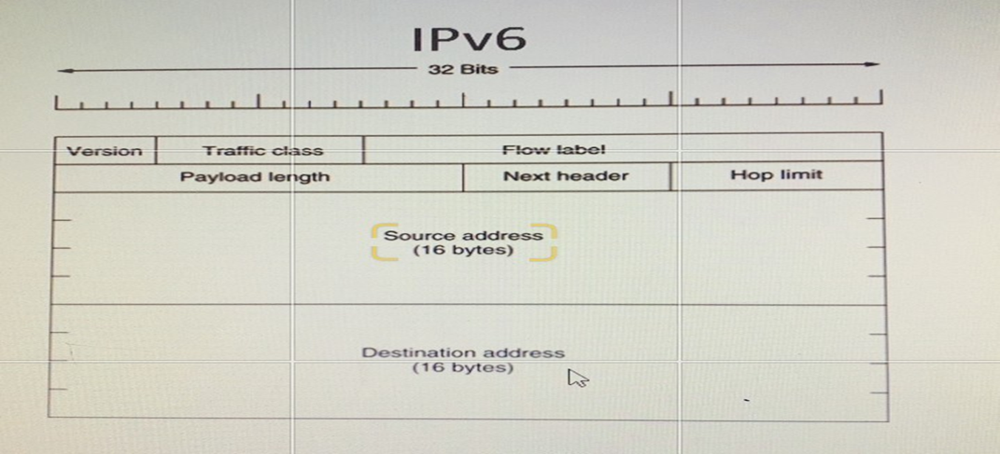 IPv6
32 Bits
Version Traffic class Flow label
Payload length Next header Hop limit
Source address
(16 bytes)
Destination address
(16 bytes)